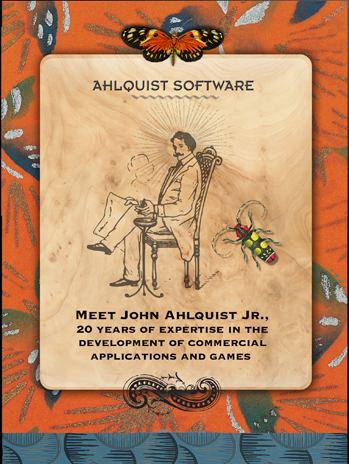 AHLQUIST SOFTWARE
MEET JOHN AHLQUIST JR.,
20 YEARS OF EXPERTISE IN THE
DEVELOPMENT OF COMMERCIAL
APPLICATIONS AND GAMES